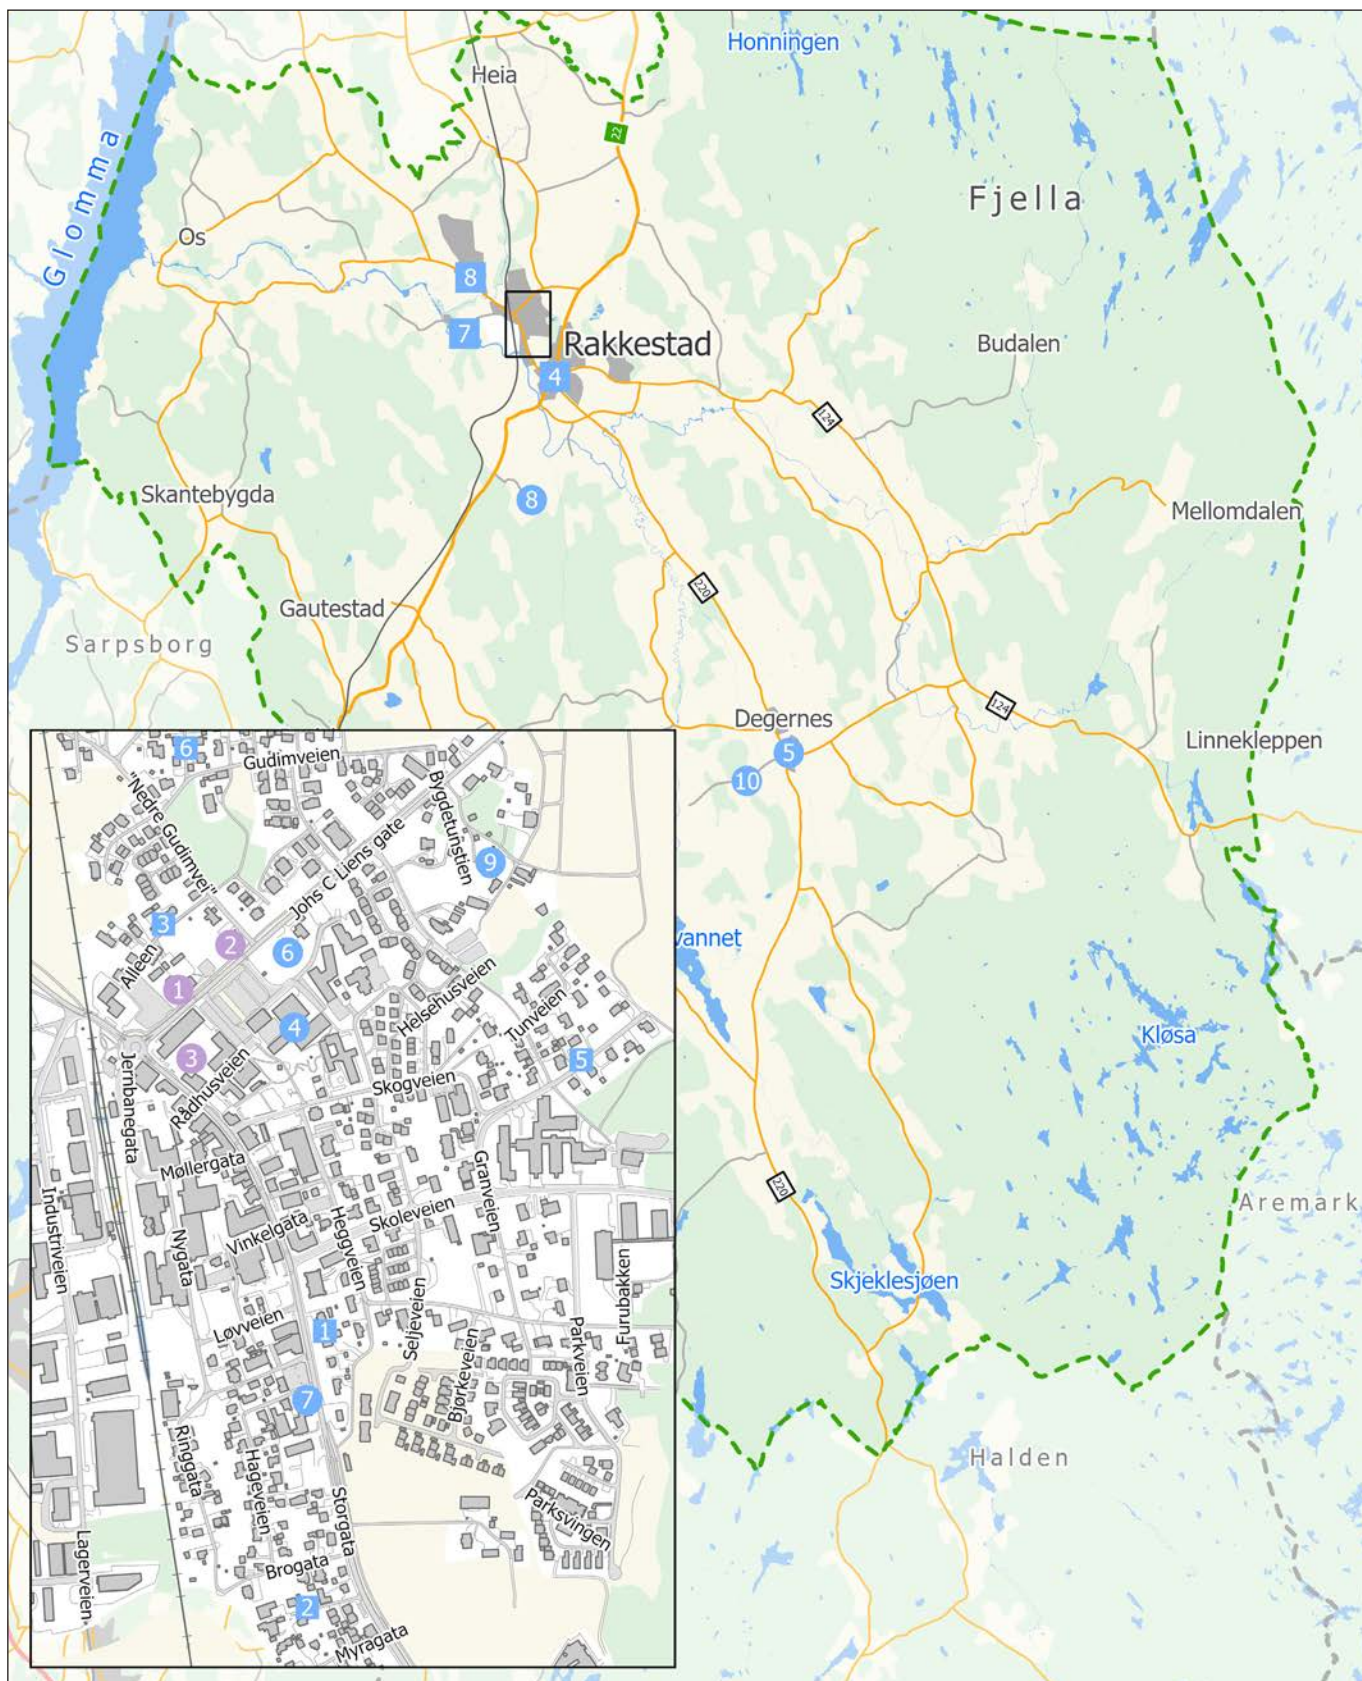 Honningen
Heia
22
Glomma
Fjella
Os
8
7
Rakkestad
4
Budalen
124
Skantebygda
8
Mellomdalen
220
Gautestad
Sarpsborg
124
Degernes
5
10
Linnekleppen
vannet
Kløsa
220
Aremark
Skjeklesjøen
Halden
6
Gudimveien
"Nedre Gudimvei"
Bygdetunstien
Johs C Liens gate
9
3
2
6
Alleen
1
4
Helsehusveien
Tunveien
3
5
Jernbanegata
Rådhusveien
Skogveien
Møllergata
Granveien
Industriveien
Nygata
Vinkelgata
Heggveien
Skoleveien
Furubakken
Løvveien
1
Seljeveien
Parkveien
Bjørkeveien
7
Ringgata
Hageveien
Storgata
Parksvingen
Lagerveien
Brogata
2
Myragata